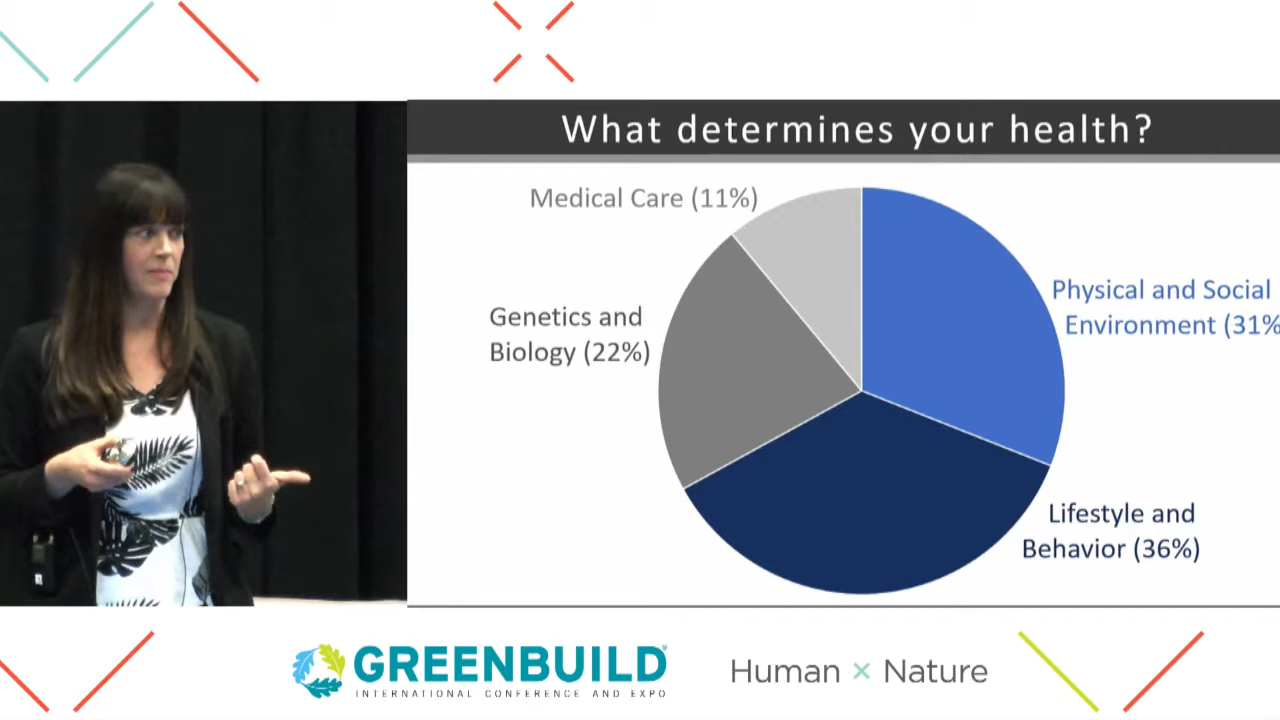 What determines your health?
Medical Care (11%)
Physical and Social
Environment (31%
Genetics and
Biology (22%)
Lifestyle and
Behavior (36%)
GREENBUILD
INTERNATIONAL CONFERENCE AND EXPO
Human × Nature